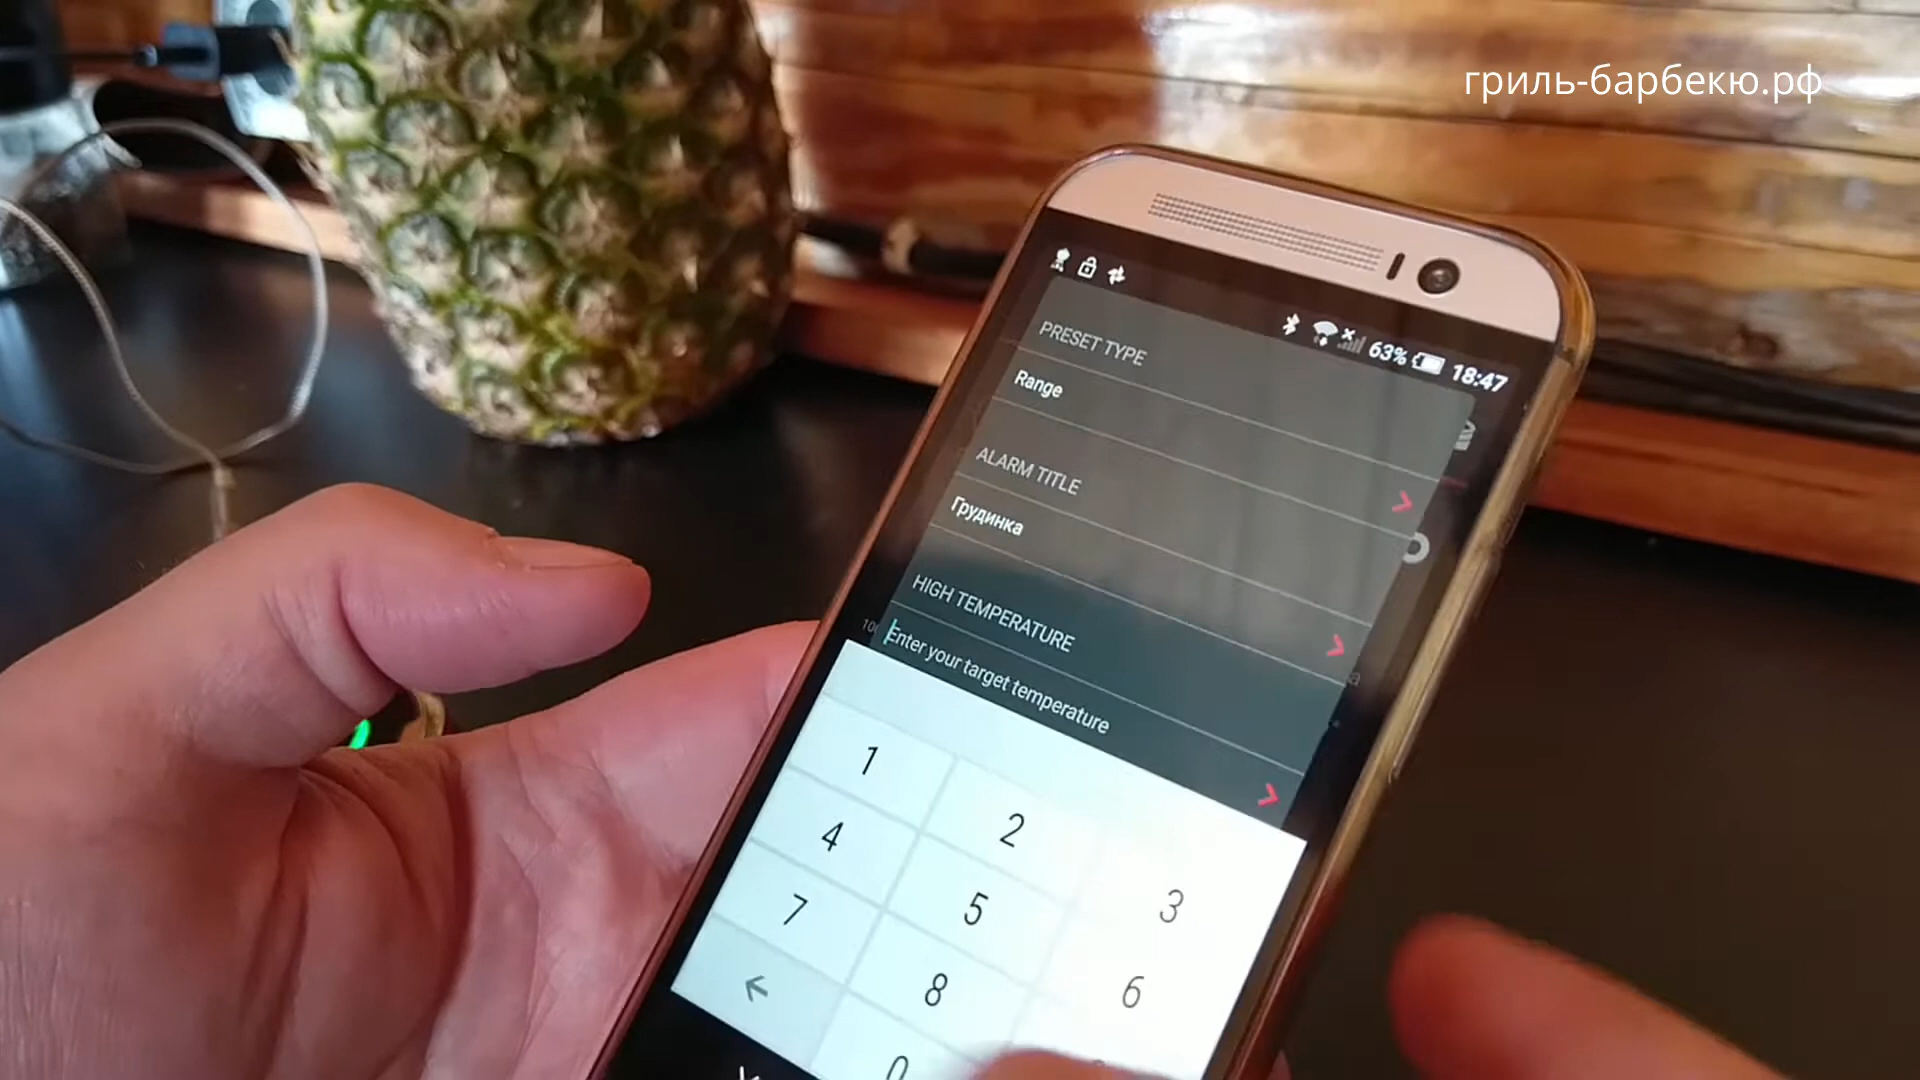 гриль-барбекю.рф
63% 18:47
PRESET TYPE
Range
ALARM TITLE
Грудинка
HIGH TEMPERATURE
Enter your target temperature
1 2 3
4 5 6
7 8
0